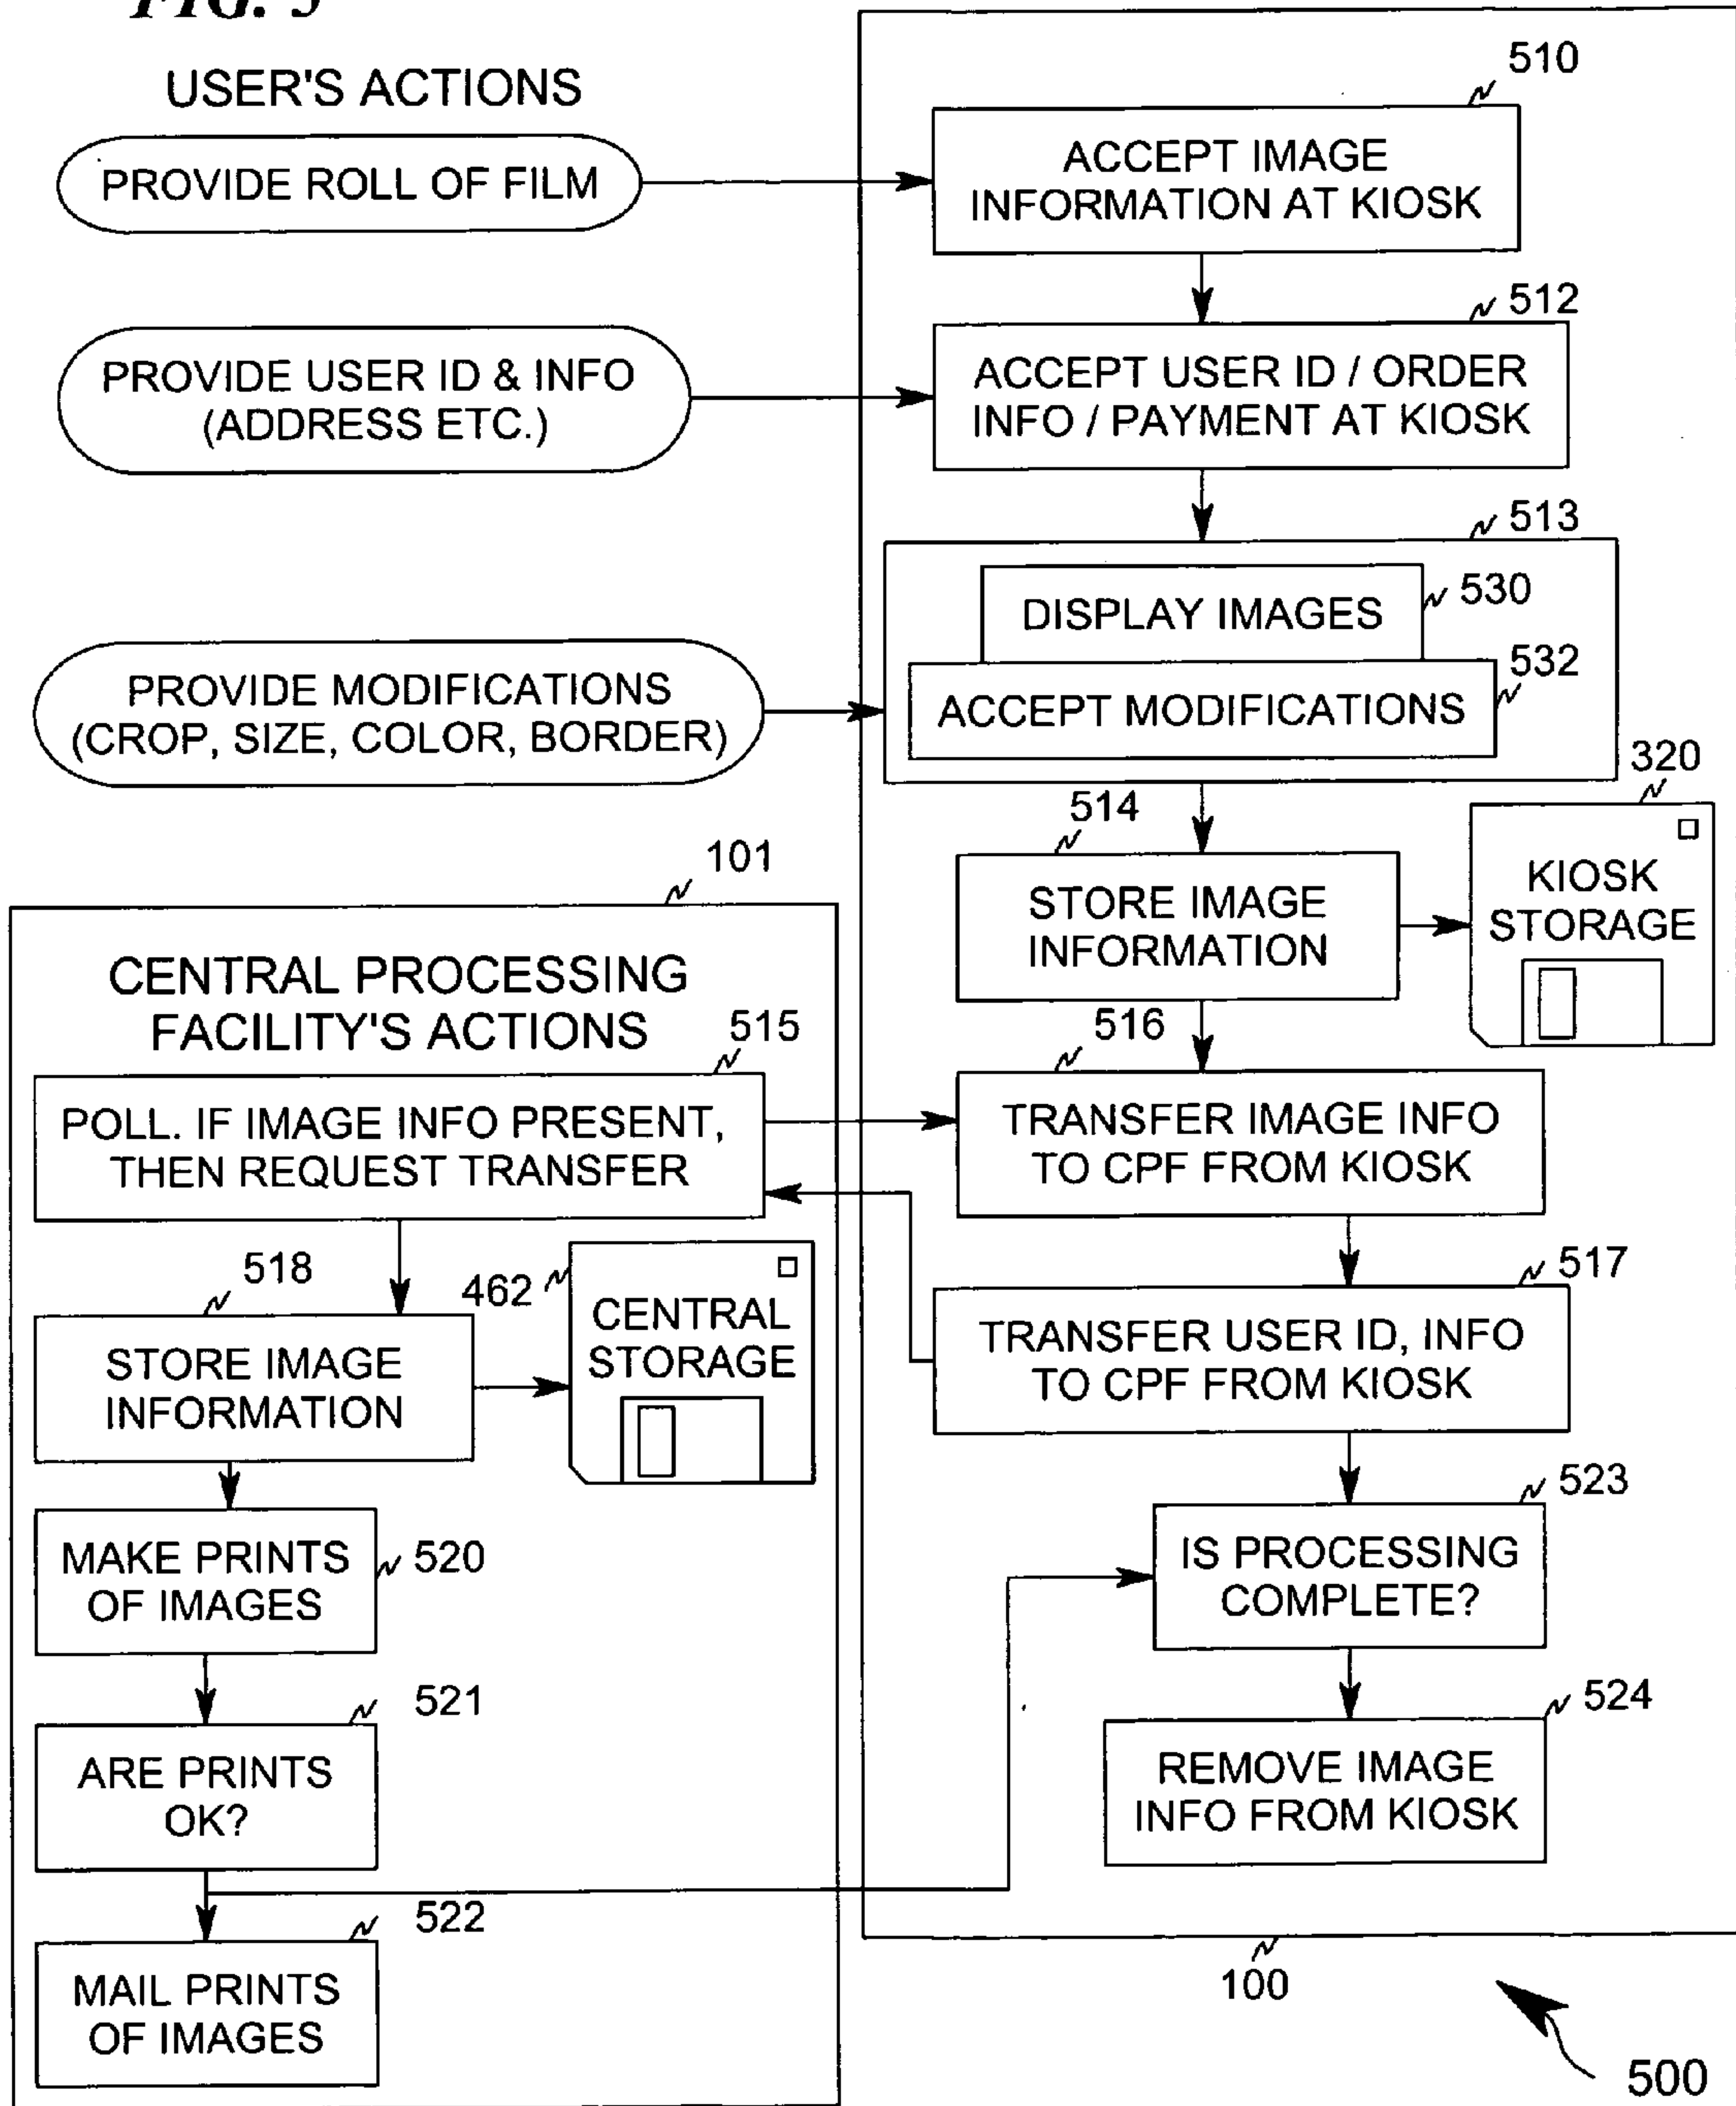 FIG. 5
USER'S ACTIONS
PROVIDE ROLL OF FILM
510
ACCEPT IMAGE
INFORMATION AT KIOSK
PROVIDE USER ID & INFO
(ADDRESS ETC.)
512
ACCEPT USER ID / ORDER
INFO / PAYMENT AT KIOSK
513
DISPLAY IMAGES
530
PROVIDE MODIFICATIONS
(CROP, SIZE, COLOR, BORDER)
ACCEPT MODIFICATIONS
532
514
STORE IMAGE
INFORMATION
320
KIOSK
STORAGE
101
CENTRAL PROCESSING
FACILITY'S ACTIONS
515
POLL. IF IMAGE INFO PRESENT,
THEN REQUEST TRANSFER
516
TRANSFER IMAGE INFO
TO CPF FROM KIOSK
518
STORE IMAGE
INFORMATION
462
CENTRAL
STORAGE
517
TRANSFER USER ID, INFO
TO CPF FROM KIOSK
MAKE PRINTS
OF IMAGES
520
523
IS PROCESSING
COMPLETE?
521
ARE PRINTS
OK?
524
REMOVE IMAGE
INFO FROM KIOSK
522
MAIL PRINTS
OF IMAGES
100
500